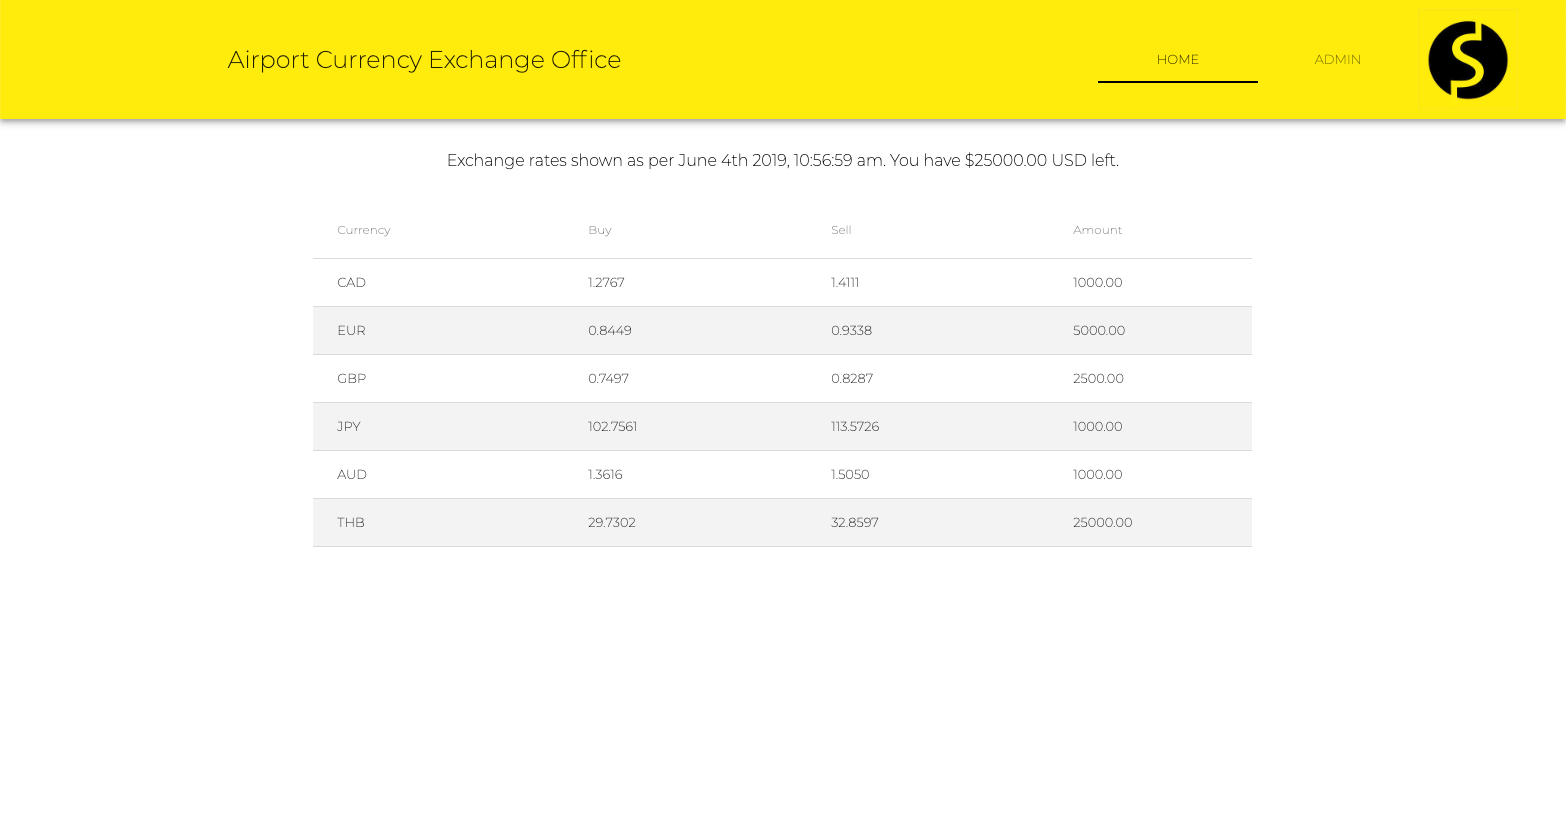 Airport Currency Exchange Office HOME ADMIN
Exchange rates shown as per June 4th 2019, 10:56:59 am. You have $25000.00 USD left.
Currency Buy Sell Amount
CAD 1.2767 1.4111 1000.00
EUR 0.8449 0.9338 5000.00
GBP 0.7497 0.8287 2500.00
JPY 102.7561 113.5726 1000.00
AUD 1.3616 1.5050 1000.00
THB 29.7302 32.8597 25000.00